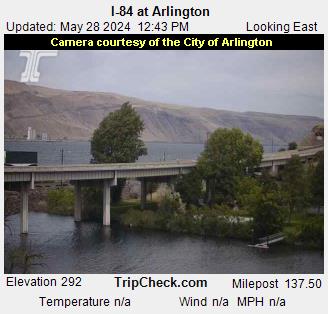 I-84 at Arlington
Updated: May 28 2024 12:43 PM Looking East
Camera courtesy of the City of Arlington
Elevation 292 TripCheck.com Milepost 137.50
Temperature n/a Wind n/a MPH n/a